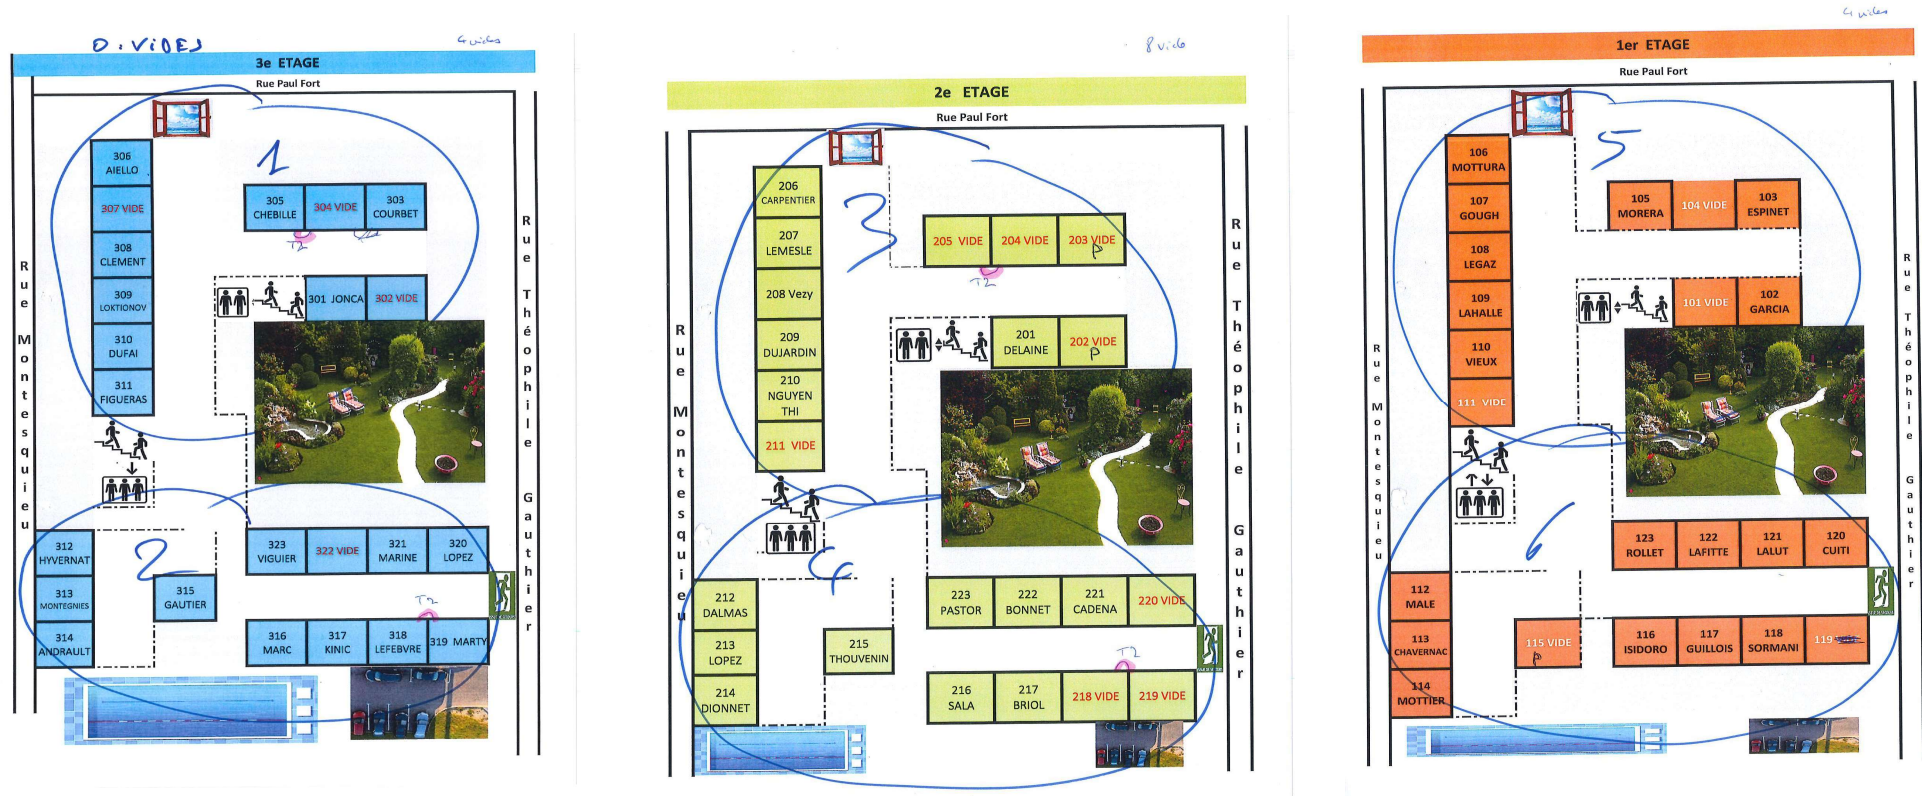 0. VIDES
4 vides
3e ETAGE
Rue Paul Fort
1
306
AIELLO
307 VIDE
308
CLEMENT
309
LOKTIONOV
310
DUFAI
311
FIGUERAS
305
CHEBILLE
304 VIDE
303
COURBET
T2
301 JONCA
302 VIDE
Rue Montesquieu
Rue Théophile Gauthier
2
312
HYVERNAT
313
MONTEGNIES
314
ANDRAULT
315
GAUTIER
323
VIGUIER
322 VIDE
321
MARINE
320
LOPEZ
T2
316
MARC
317
KINIC
318
LEFEBVRE
319 MARTY
8 vide
2e ETAGE
Rue Paul Fort
3
206
CARPENTIER
207
LEMESLE
208 Vezy
209
DUJARDIN
210
NGUYEN
THI
211 VIDE
205 VIDE
204 VIDE
203 VIDE
P
T2
201
DELAINE
202 VIDE
P
Rue Montesquieu
Rue Théophile Gauthier
4
212
DALMAS
213
LOPEZ
214
DIONNET
215
THOUVENIN
223
PASTOR
222
BONNET
221
CADENA
220 VIDE
T2
216
SALA
217
BRIOL
218 VIDE
219 VIDE
4 vides
1er ETAGE
Rue Paul Fort
5
106
MOTTURA
107
GOUGH
108
LEGAZ
109
LAHALLE
110
VIEUX
111 VIDE
105
MORERA
104 VIDE
103
ESPINET
101 VIDE
102
GARCIA
Rue Montesquieu
Rue Théophile Gauthier
6
112
MALE
113
CHAVERNAC
114
MOTTIER
115 VIDE
P
123
ROLLET
122
LAFITTE
121
LALUT
120
CUITI
116
ISIDORO
117
GUILLOIS
118
SORMANI
119